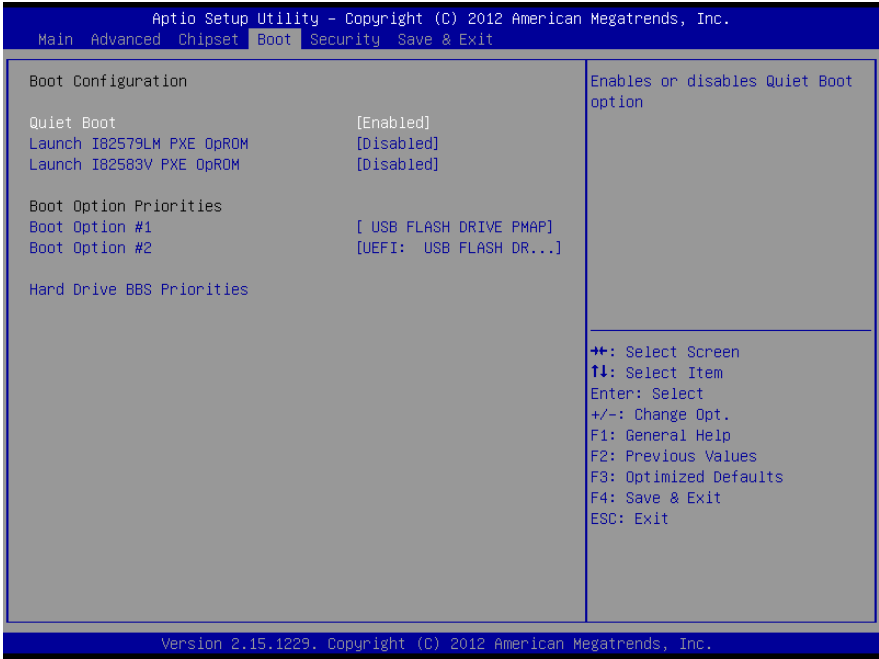 Aptio Setup Utility – Copyright (C) 2012 American Megatrends, Inc.
Main Advanced Chipset Boot Security Save & Exit
Boot Configuration
Quiet Boot [Enabled]
Launch I82579LM PXE OpROM [Disabled]
Launch I82583V PXE OpROM [Disabled]
Boot Option Priorities
Boot Option #1 [ USB FLASH DRIVE PMAP]
Boot Option #2 [UEFI: USB FLASH DR...]
Hard Drive BBS Priorities
Enables or disables Quiet Boot
option
→←: Select Screen
↑↓: Select Item
Enter: Select
+/-: Change Opt.
F1: General Help
F2: Previous Values
F3: Optimized Defaults
F4: Save & Exit
ESC: Exit
Version 2.15.1229. Copyright (C) 2012 American Megatrends, Inc.